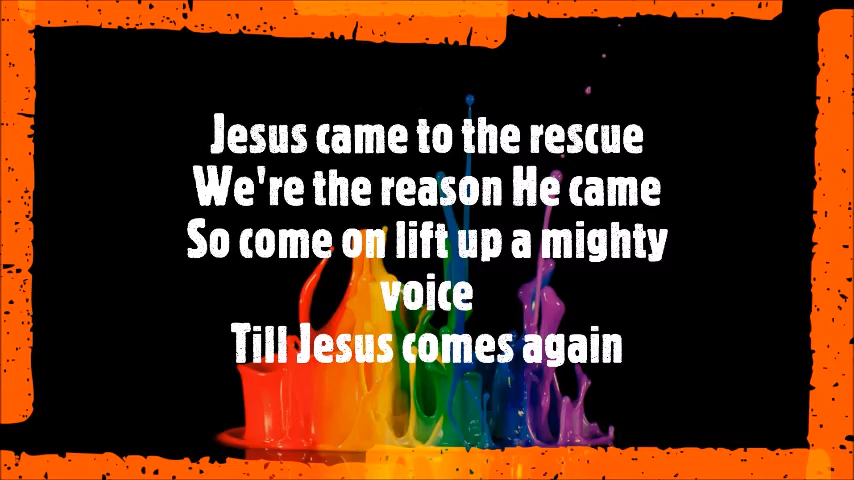 Jesus came to the rescue
We're the reason He came
So come on lift up a mighty
voice
Till Jesus comes again